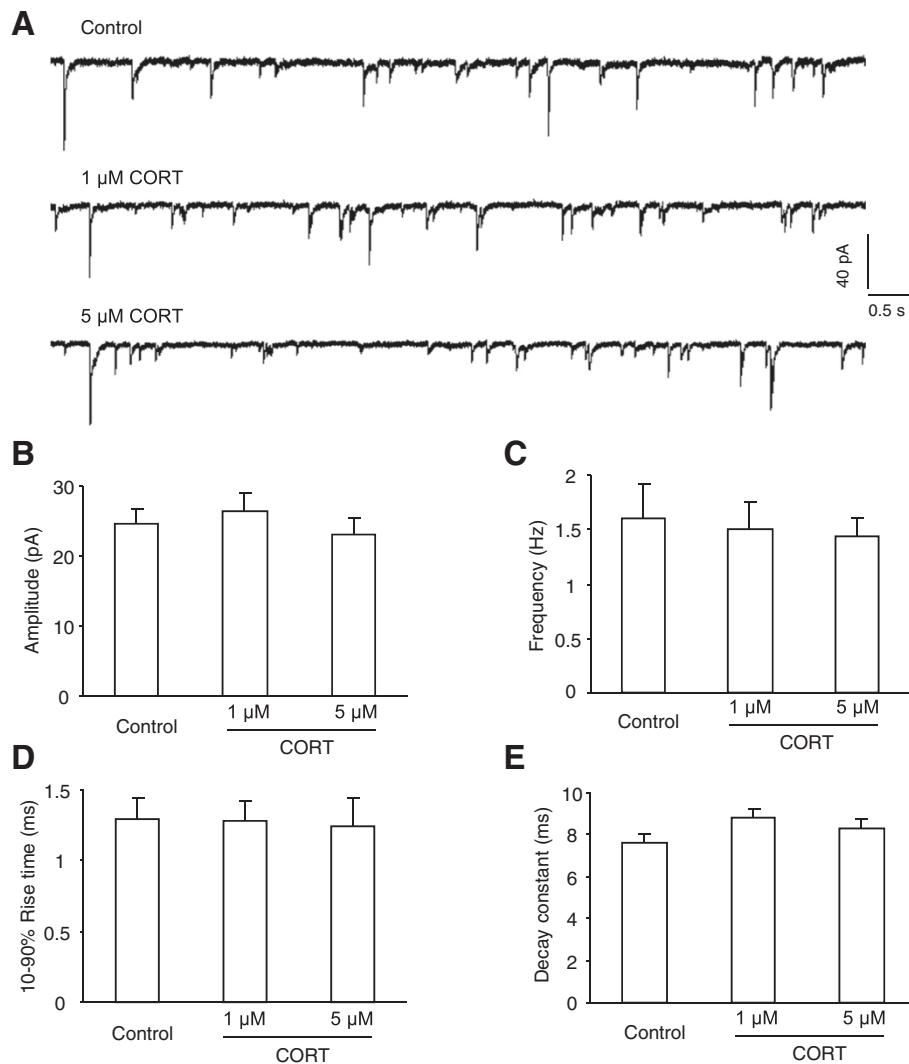 A
Control
1 µM CORT
40 pA
0.5 s
5 µM CORT
B
Amplitude (pA)
30
20
10
0
Control
1 µM
5 µM
CORT
C
Frequency (Hz)
2
1.5
1
0.5
0
Control
1 µM
5 µM
CORT
D
10-90% Rise time (ms)
1.5
1
0.5
0
Control
1 µM
5 µM
CORT
E
Decay constant (ms)
10
8
6
4
2
0
Control
1 µM
5 µM
CORT